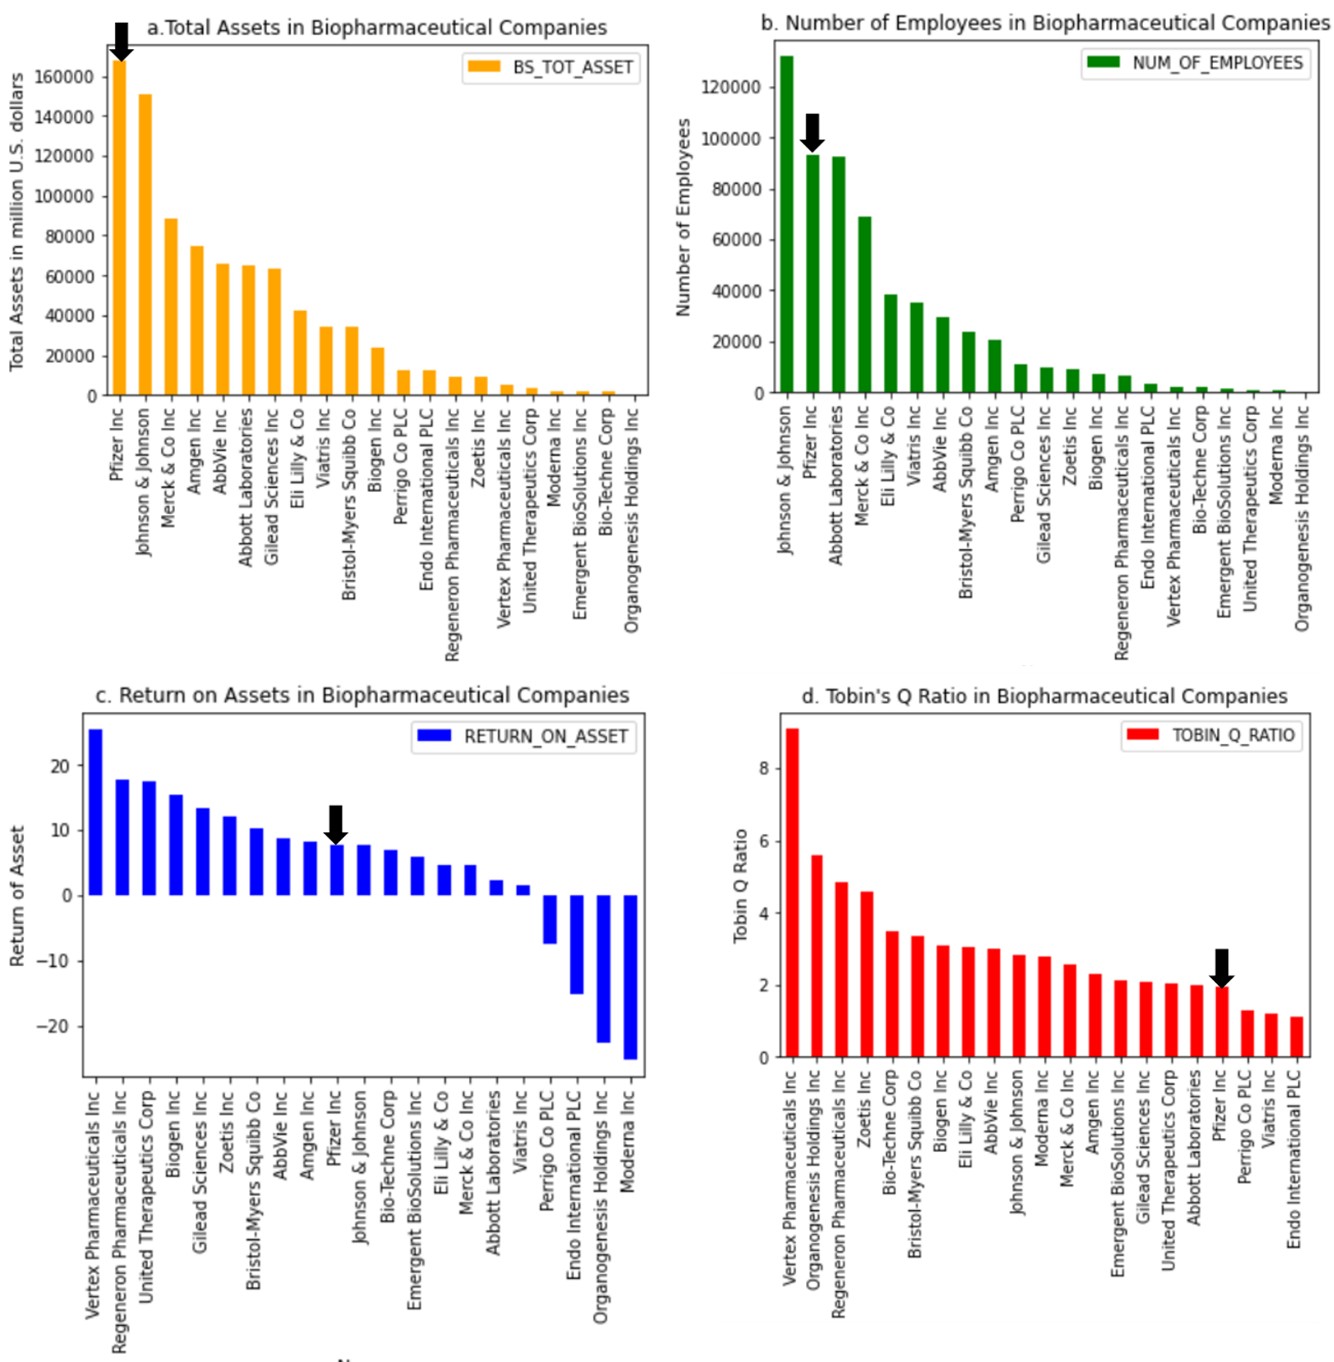 a.Total Assets in Biopharmaceutical Companies
BS_TOT_ASSET
Total Assets in million U.S. dollars
160000
140000
120000
100000
80000
60000
40000
20000
0
Pfizer Inc
Johnson & Johnson
Merck & Co Inc
Amgen Inc
AbbVie Inc
Abbott Laboratories
Gilead Sciences Inc
Eli Lilly & Co
Viatris Inc
Bristol-Myers Squibb Co
Biogen Inc
Perrigo Co PLC
Endo International PLC
Regeneron Pharmaceuticals Inc
Zoetis Inc
Vertex Pharmaceuticals Inc
United Therapeutics Corp
Moderna Inc
Emergent BioSolutions Inc
Bio-Techne Corp
Organogenesis Holdings Inc
b. Number of Employees in Biopharmaceutical Companies
NUM_OF_EMPLOYEES
Number of Employees
120000
100000
80000
60000
40000
20000
0
Johnson & Johnson
Pfizer Inc
Abbott Laboratories
Merck & Co Inc
Eli Lilly & Co
Viatris Inc
AbbVie Inc
Bristol-Myers Squibb Co
Amgen Inc
Perrigo Co PLC
Gilead Sciences Inc
Zoetis Inc
Biogen Inc
Regeneron Pharmaceuticals Inc
Endo International PLC
Vertex Pharmaceuticals Inc
Bio-Techne Corp
Emergent BioSolutions Inc
United Therapeutics Corp
Moderna Inc
Organogenesis Holdings Inc
c. Return on Assets in Biopharmaceutical Companies
RETURN_ON_ASSET
Return of Asset
20
10
0
−10
−20
Vertex Pharmaceuticals Inc
Regeneron Pharmaceuticals Inc
United Therapeutics Corp
Biogen Inc
Gilead Sciences Inc
Zoetis Inc
Bristol-Myers Squibb Co
AbbVie Inc
Amgen Inc
Pfizer Inc
Johnson & Johnson
Bio-Techne Corp
Emergent BioSolutions Inc
Eli Lilly & Co
Merck & Co Inc
Abbott Laboratories
Viatris Inc
Perrigo Co PLC
Endo International PLC
Organogenesis Holdings Inc
Moderna Inc
d. Tobin's Q Ratio in Biopharmaceutical Companies
TOBIN_Q_RATIO
Tobin Q Ratio
8
6
4
2
0
Vertex Pharmaceuticals Inc
Organogenesis Holdings Inc
Regeneron Pharmaceuticals Inc
Zoetis Inc
Bio-Techne Corp
Bristol-Myers Squibb Co
Biogen Inc
Eli Lilly & Co
AbbVie Inc
Johnson & Johnson
Moderna Inc
Merck & Co Inc
Amgen Inc
Emergent BioSolutions Inc
Gilead Sciences Inc
United Therapeutics Corp
Abbott Laboratories
Pfizer Inc
Perrigo Co PLC
Viatris Inc
Endo International PLC